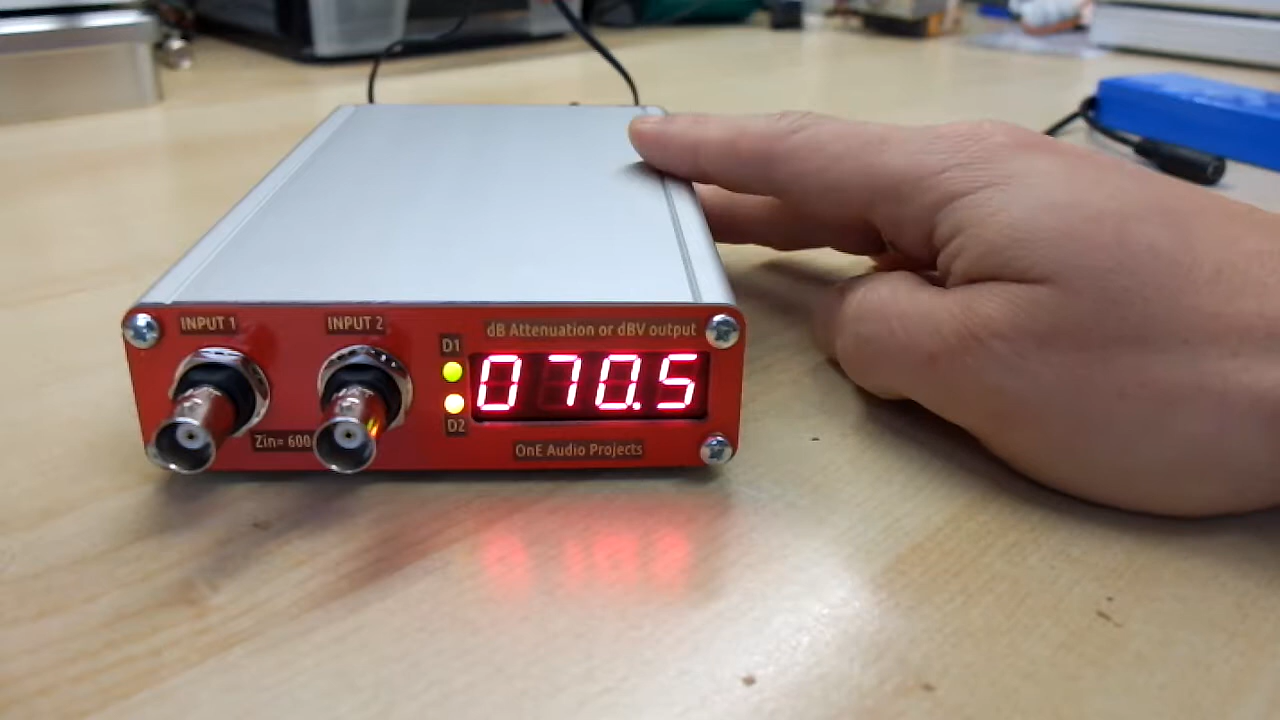 INPUT 1
INPUT 2
D1
dB Attenuation or dBV output
070.5
D2
Zin= 600
OnE Audio Projects